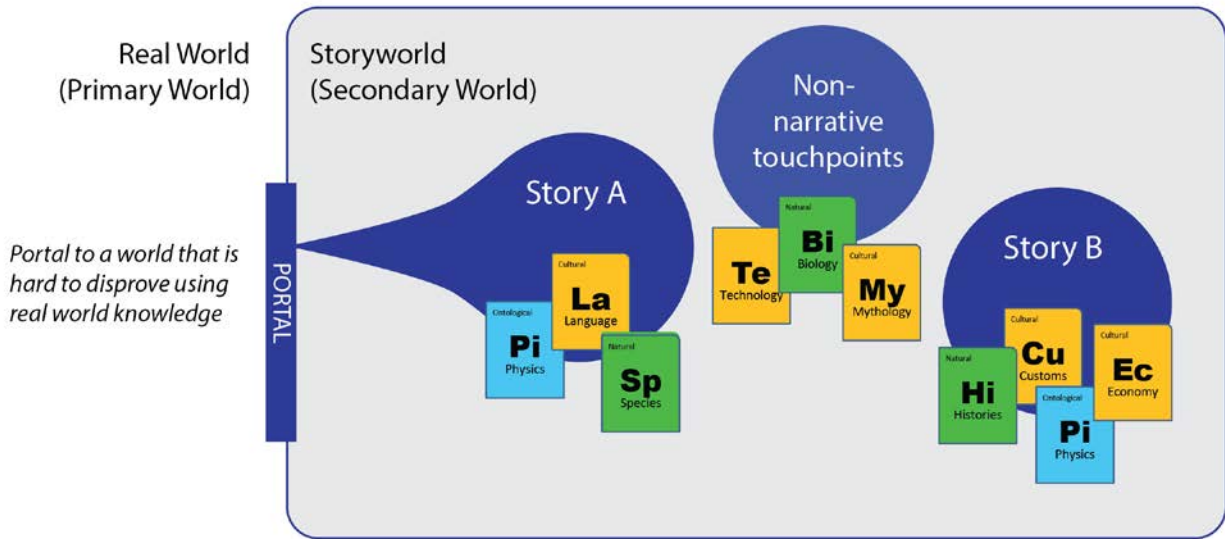 Real World
(Primary World)
Storyworld
(Secondary World)
Portal to a world that is
hard to disprove using
real world knowledge
PORTAL
Story A
Ontological
Pi
Physics
Cultural
La
Language
Natural
Sp
Species
Non-
narrative
touchpoints
Te
Technology
Natural
Bi
Biology
Cultural
My
Mythology
Story B
Natural
Hi
Histories
Cultural
Cu
Customs
Ontological
Pi
Physics
Cultural
Ec
Economy